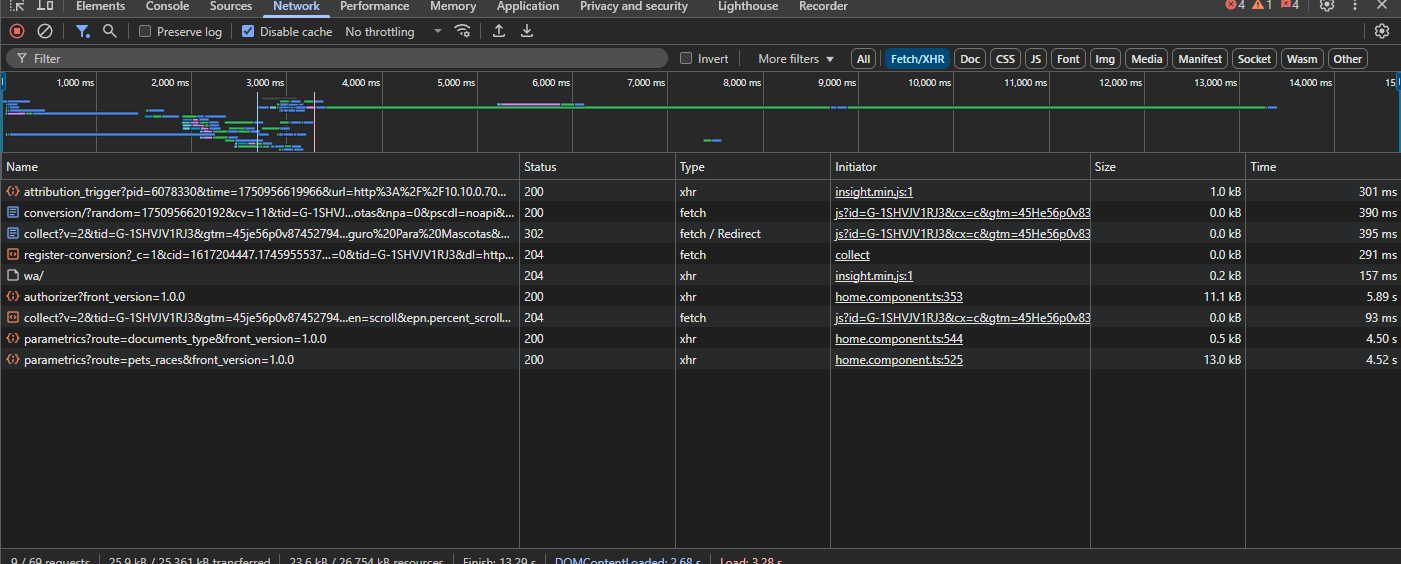 Elements Console Sources Network Performance Memory Application Privacy and security Lighthouse Recorder 4 1 4
Preserve log Disable cache No throttling
Filter Invert More filters All Fetch/XHR Doc CSS JS Font Img Media Manifest Socket Wasm Other
1,000 ms 2,000 ms 3,000 ms 4,000 ms 5,000 ms 6,000 ms 7,000 ms 8,000 ms 9,000 ms 10,000 ms 11,000 ms 12,000 ms 13,000 ms 14,000 ms 15
Name Status Type Initiator Size Time
attribution_trigger?pid=6078330&time=1750956619966&url=http%3A%2F%2F10.10.0.70... 200 xhr insight.min.js:1 1.0 kB 301 ms
conversion/?random=1750956620192&cv=11&tid=G-1SHVJ...otas&npa=0&pscdl=noapi&... 200 fetch js?id=G-1SHVJV1RJ3&cx=c&gtm=45He56p0v83 0.0 kB 390 ms
collect?v=2&tid=G-1SHVJV1RJ3&gtm=45je56p0v87452794...guro%20Para%20Mascotas&... 302 fetch / Redirect js?id=G-1SHVJV1RJ3&cx=c&gtm=45He56p0v83 0.0 kB 395 ms
register-conversion?_c=1&cid=1617204447.1745955537...=0&tid=G-1SHVJV1RJ3&dl=http... 204 fetch collect 0.0 kB 291 ms
wa/ 204 xhr insight.min.js:1 0.2 kB 157 ms
authorizer?front_version=1.0.0 200 xhr home.component.ts:353 11.1 kB 5.89 s
collect?v=2&tid=G-1SHVJV1RJ3&gtm=45je56p0v87452794...en=scroll&epn.percent_scroll... 204 fetch js?id=G-1SHVJV1RJ3&cx=c&gtm=45He56p0v83 0.0 kB 93 ms
parametrics?route=documents_type&front_version=1.0.0 200 xhr home.component.ts:544 0.5 kB 4.50 s
parametrics?route=pets_races&front_version=1.0.0 200 xhr home.component.ts:525 13.0 kB 4.52 s
9 / 69 requests 25.9 kB / 25,361 kB transferred 23.6 kB / 26,754 kB resources Finish: 13.29 s DOMContentLoaded: 2.68 s Load: 3.28 s